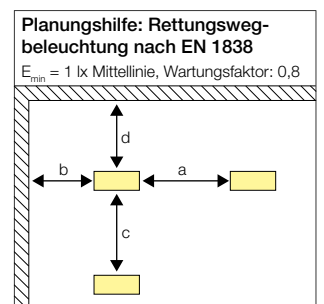 Planungshilfe: Rettungsweg-
beleuchtung nach EN 1838
Emin = 1 lx Mittellinie, Wartungsfaktor: 0,8
d
b
a
c